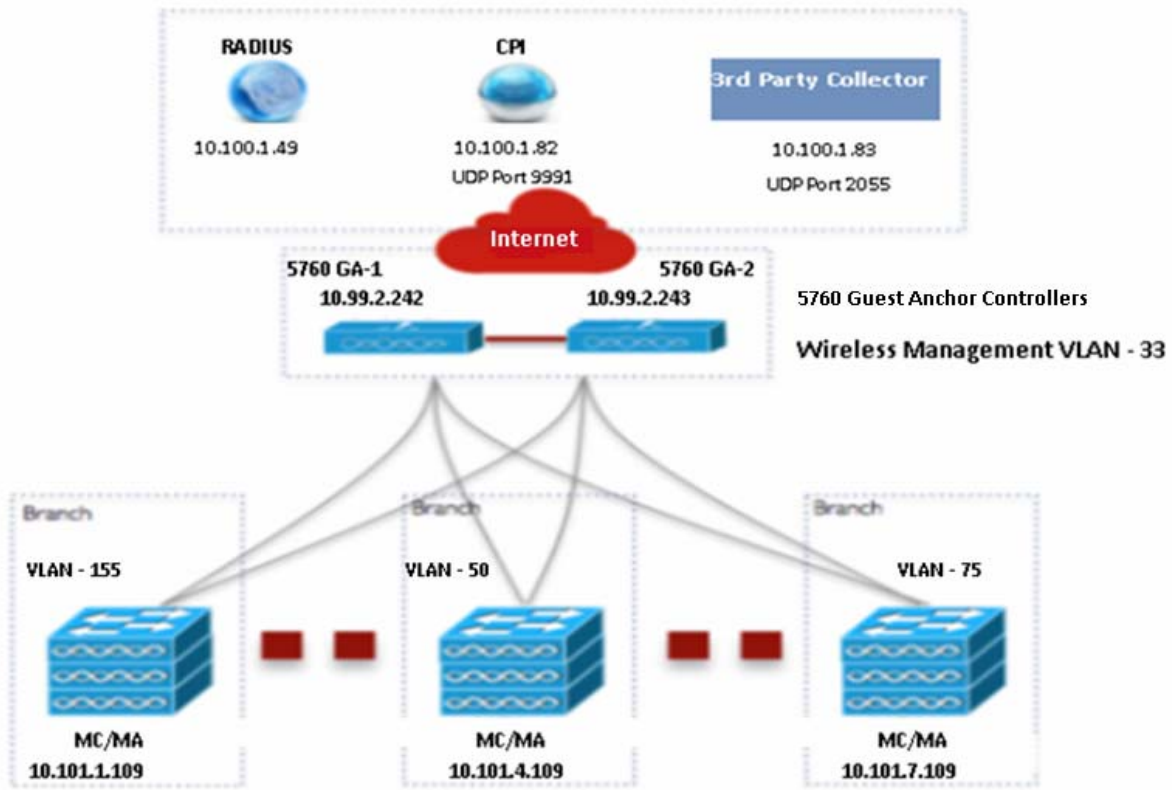 RADIUS
CPI
3rd Party Collector
10.100.1.49
10.100.1.82
10.100.1.83
UDP Port 9991
UDP Port 2055
Internet
5760 GA-1
5760 GA-2
10.99.2.242
10.99.2.243
5760 Guest Anchor Controllers
Wireless Management VLAN - 33
Branch
Branch
Branch
VLAN - 155
VLAN - 50
VLAN - 75
MC/MA
MC/MA
MC/MA
10.101.1.109
10.101.4.109
10.101.7.109